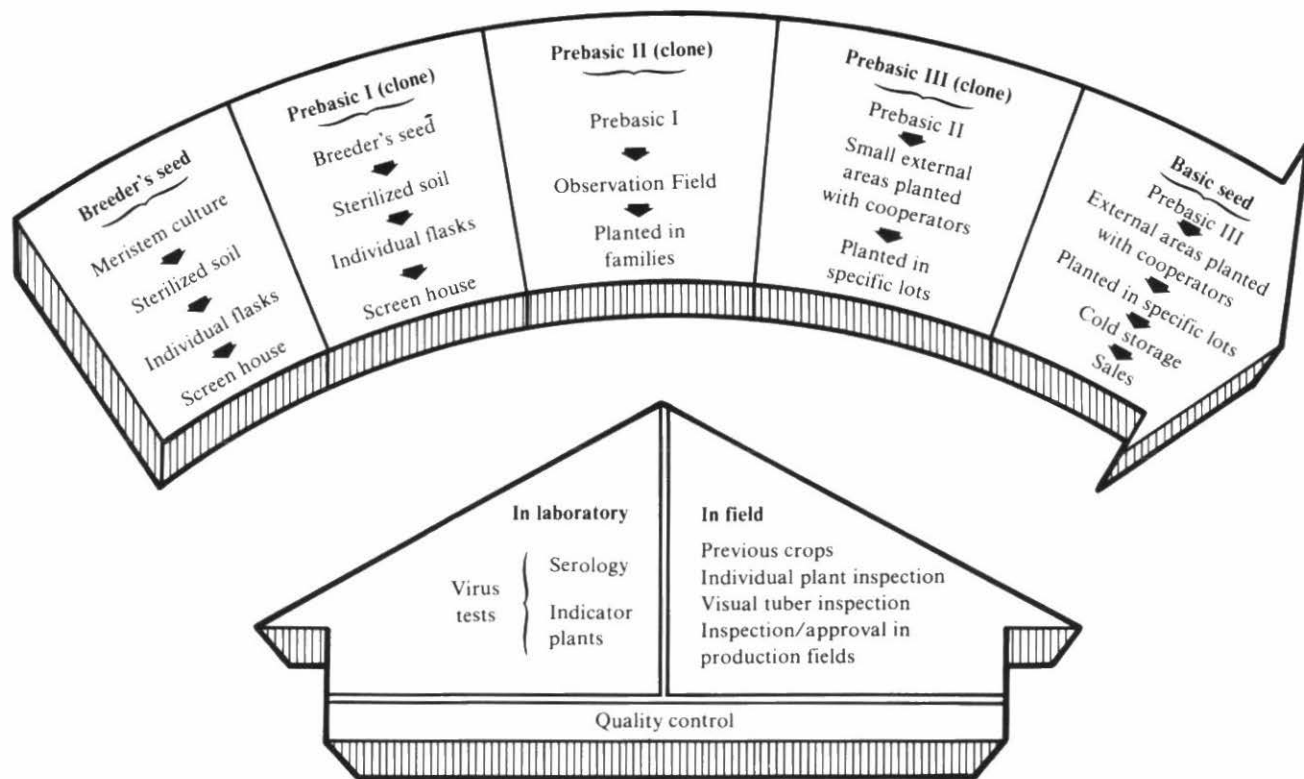 Breeder's seed
Meristem culture
Sterilized soil
Individual flasks
Screen house
Prebasic I (clone)
Breeder's seed
Sterilized soil
Individual flasks
Screen house
Prebasic II (clone)
Prebasic I
Observation Field
Planted in
families
Prebasic III (clone)
Prebasic II
Small external
areas planted
with cooperators
Planted in
specific lots
Basic seed
Prebasic III
External areas planted
with cooperators
Planted in specific lots
Cold storage
Sales
In laboratory
Virus
tests
Serology
Indicator
plants
In field
Previous crops
Individual plant inspection
Visual tuber inspection
Inspection/approval in
production fields
Quality control